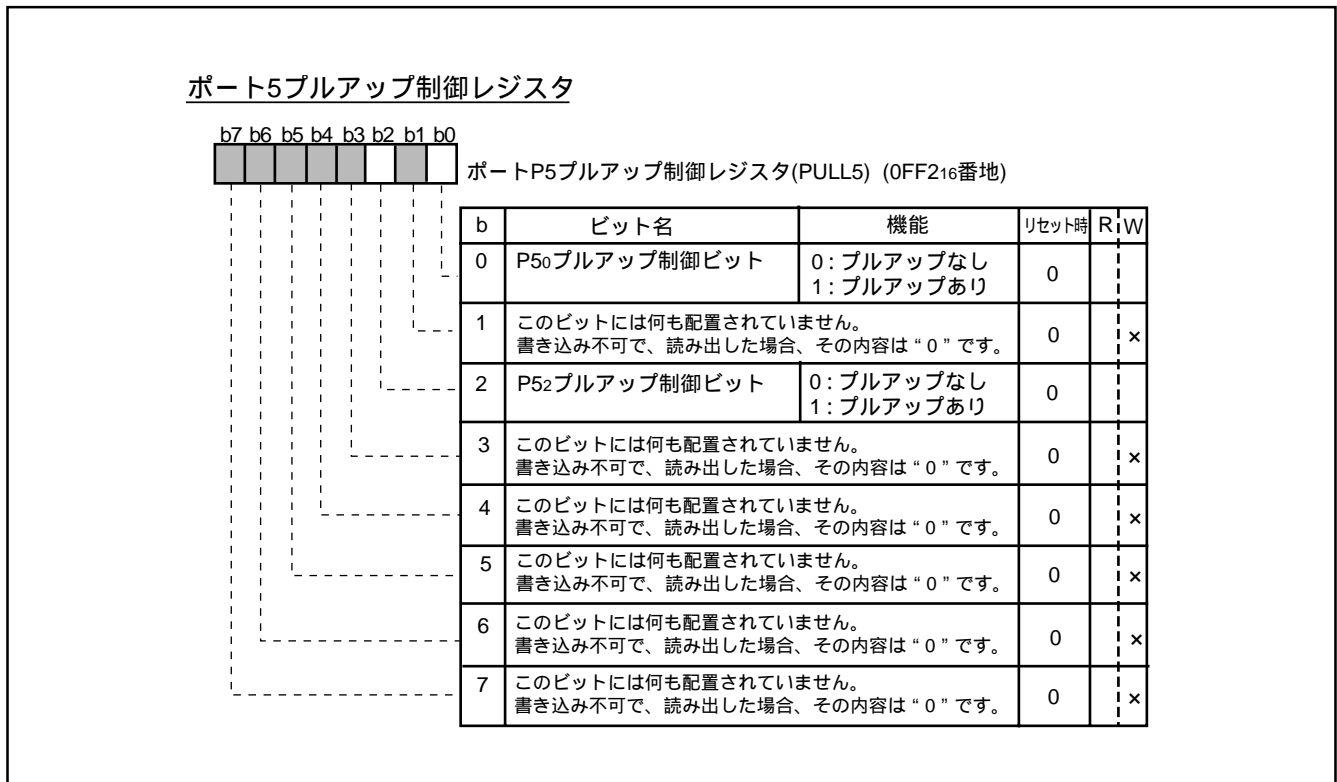 ポート5プルアップ制御レジスタ
b7 b6 b5 b4 b3 b2 b1 b0
ポートP5プルアップ制御レジスタ(PULL5) (0FF216番地)
b ビット名 機能 リセット時 R W
0 P50プルアップ制御ビット 0 : プルアップなし
1 : プルアップあり 0
1 このビットには何も配置されていません。
書き込み不可で、読み出した場合、その内容は “ 0 ” です。 0 ×
2 P52プルアップ制御ビット 0 : プルアップなし
1 : プルアップあり 0
3 このビットには何も配置されていません。
書き込み不可で、読み出した場合、その内容は “ 0 ” です。 0 ×
4 このビットには何も配置されていません。
書き込み不可で、読み出した場合、その内容は “ 0 ” です。 0 ×
5 このビットには何も配置されていません。
書き込み不可で、読み出した場合、その内容は “ 0 ” です。 0 ×
6 このビットには何も配置されていません。
書き込み不可で、読み出した場合、その内容は “ 0 ” です。 0 ×
7 このビットには何も配置されていません。
書き込み不可で、読み出した場合、その内容は “ 0 ” です。 0 ×